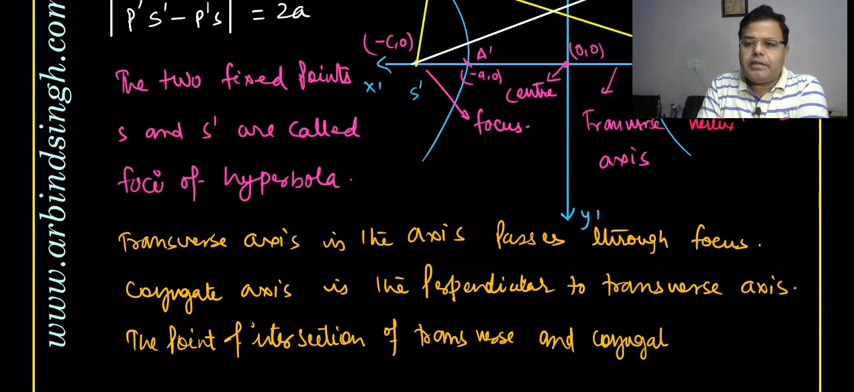 |P'S' - P'S| = 2a
(-c,0)
A'
(0,0)
x'
S'
(-a,0)
centre
The two fixed points
S and S' are called
foci of hyperbola.
focus.
Tranverse
axis
y'
Transverse axis is the axis passes through focus.
Conjugate axis is the perpendicular to transverse axis.
The point of intersection of transverse and conjugal
www.arbindsingh.com